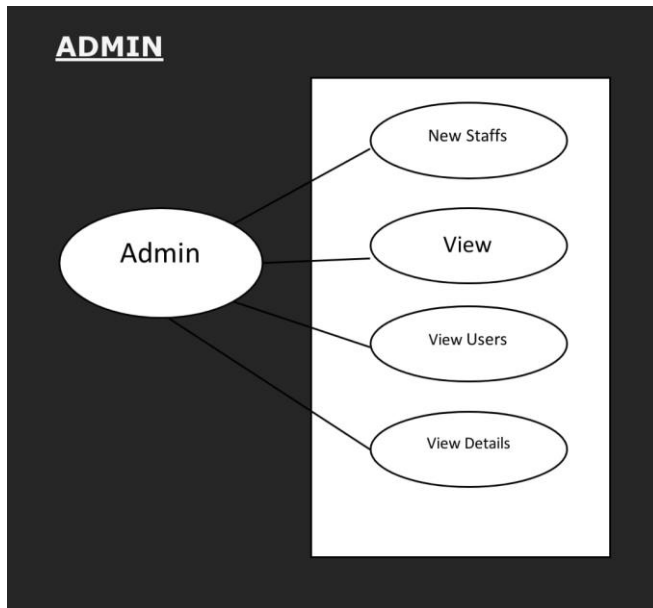 ADMIN
New Staffs
Admin
View
View Users
View Details